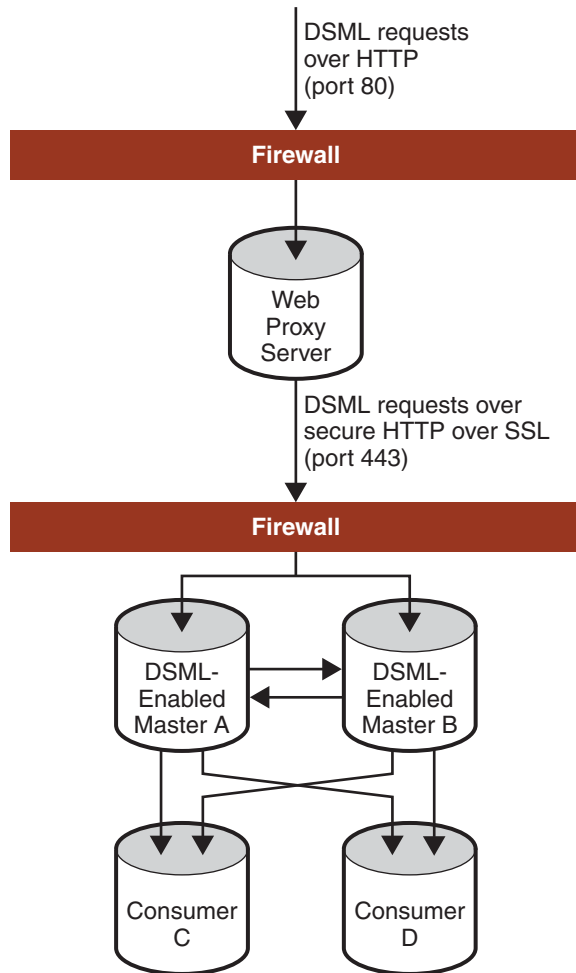 DSML requests
over HTTP
(port 80)
Firewall
Web
Proxy
Server
DSML requests over
secure HTTP over SSL
(port 443)
Firewall
DSML-
Enabled
Master A
DSML-
Enabled
Master B
Consumer
C
Consumer
D